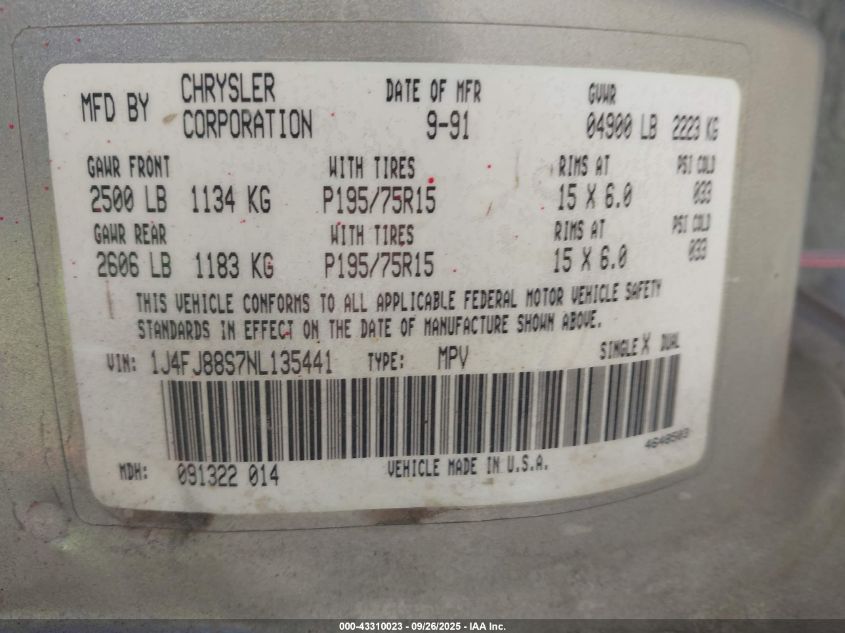 MFD BY CHRYSLER CORPORATION DATE OF MFR 9-91 GVWR 04900 LB 2223 KG
GAWR FRONT WITH TIRES RIMS AT PSI COLD
2500 LB 1134 KG P195/75R15 15 X 6.0 033
GAWR REAR WITH TIRES RIMS AT PSI COLD
2606 LB 1183 KG P195/75R15 15 X 6.0 033
THIS VEHICLE CONFORMS TO ALL APPLICABLE FEDERAL MOTOR VEHICLE SAFETY
STANDARDS IN EFFECT ON THE DATE OF MANUFACTURE SHOWN ABOVE.
VIN: 1J4FJ88S7NL135441 TYPE: MPV SINGLE X DUAL
4648503
MDH: 091322 014 VEHICLE MADE IN U.S.A.
000-43310023 - 09/26/2025 - IAA Inc.